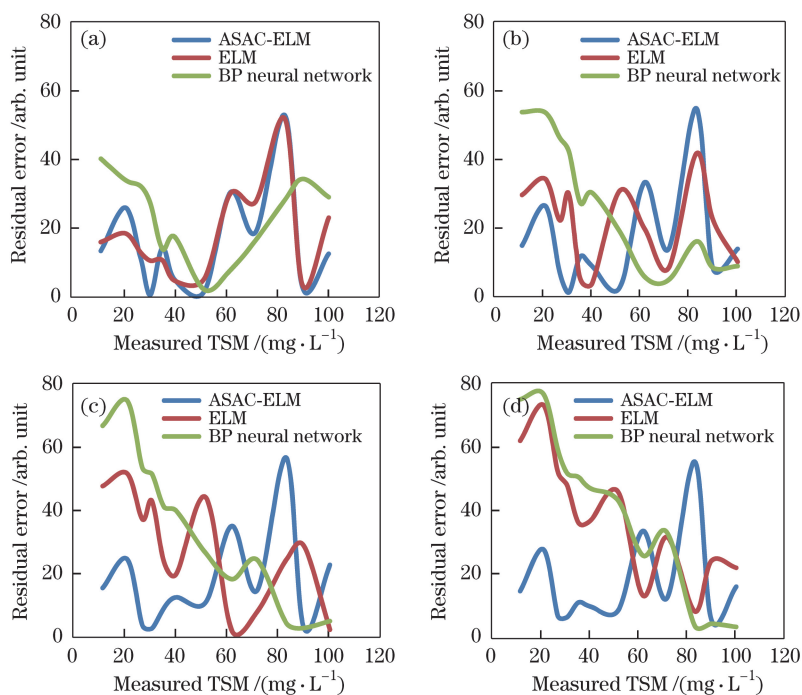 80
(a)
ASAC-ELM
ELM
BP neural network
60
40
20
0
Residual error /arb. unit
0 20 40 60 80 100 120
Measured TSM /(mg · L⁻¹)
80
(b)
ASAC-ELM
ELM
BP neural network
60
40
20
0
Residual error /arb. unit
0 20 40 60 80 100 120
Measured TSM /(mg · L⁻¹)
80
(c)
ASAC-ELM
ELM
BP neural network
60
40
20
0
Residual error /arb. unit
0 20 40 60 80 100 120
Measured TSM /(mg · L⁻¹)
80
(d)
ASAC-ELM
ELM
BP neural network
60
40
20
0
Residual error /arb. unit
0 20 40 60 80 100 120
Measured TSM /(mg · L⁻¹)